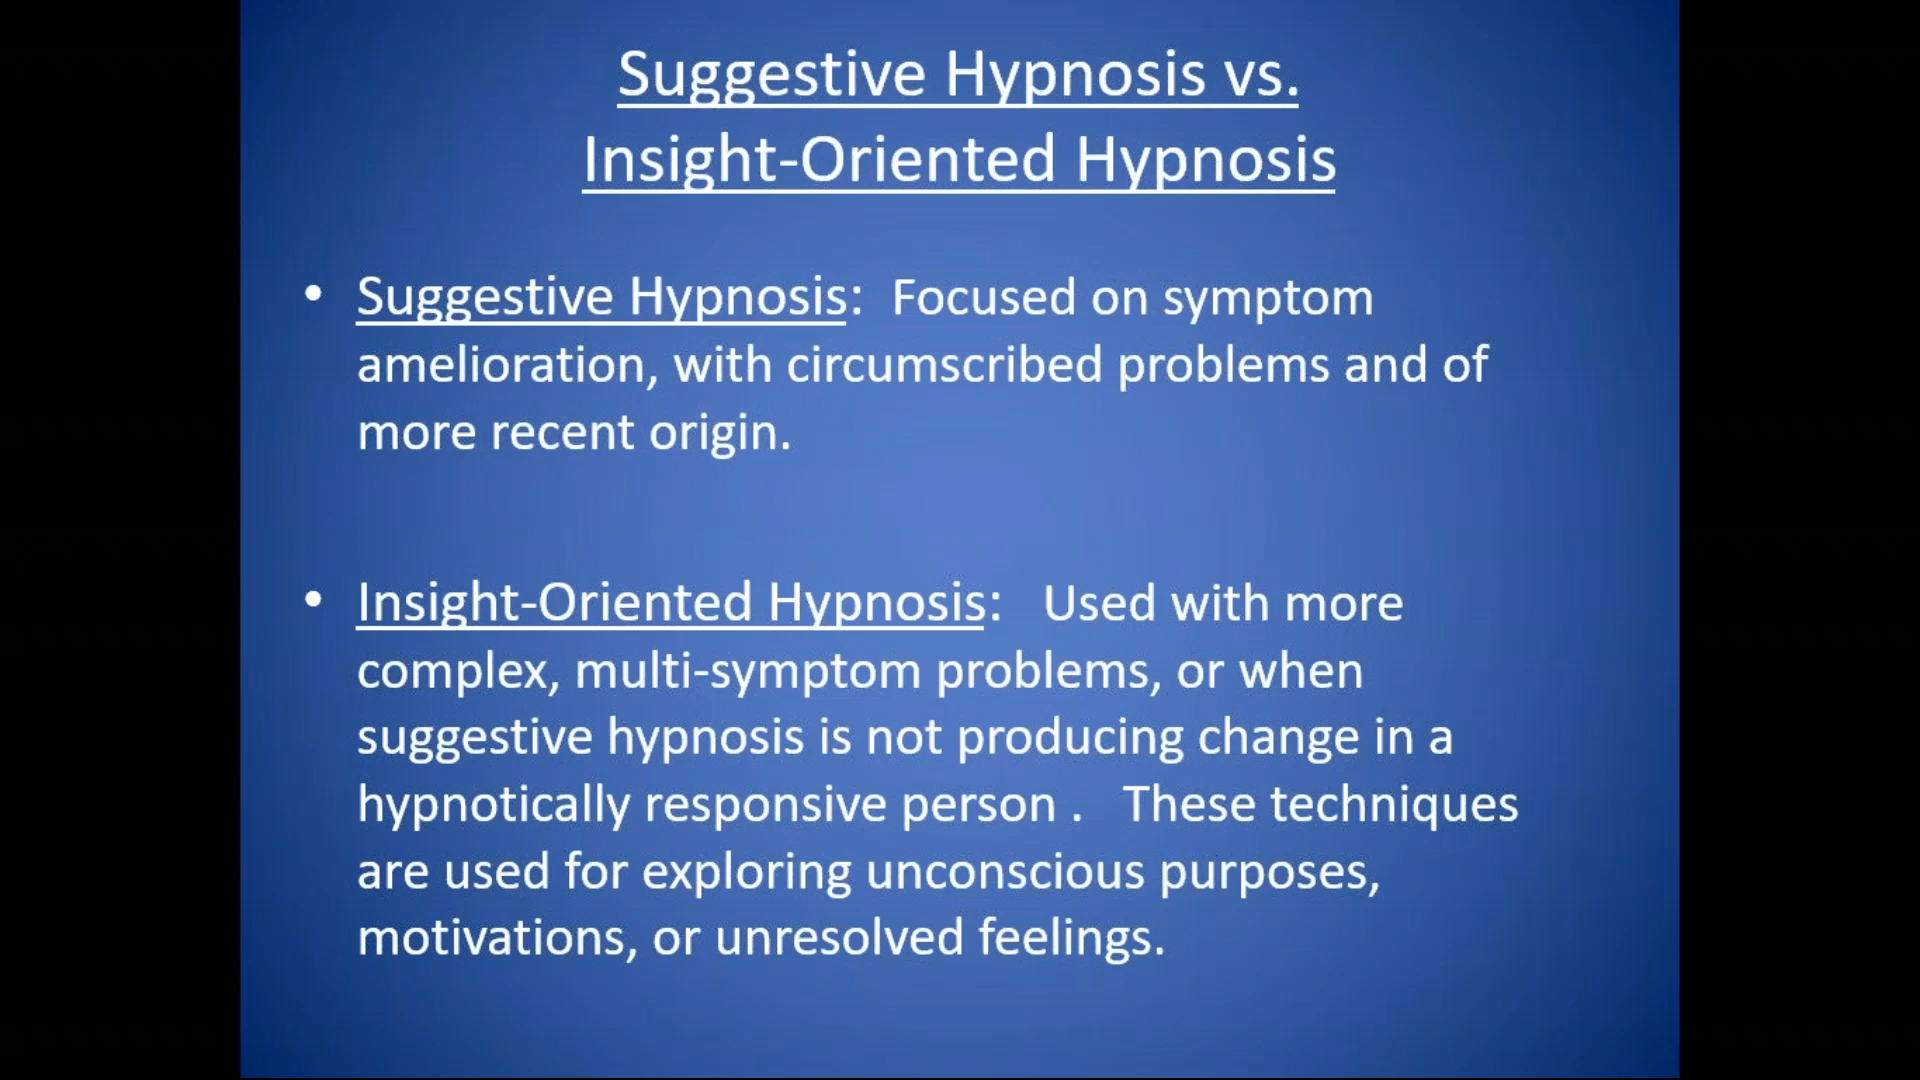 Suggestive Hypnosis vs.
Insight-Oriented Hypnosis
• Suggestive Hypnosis:  Focused on symptom
amelioration, with circumscribed problems and of
more recent origin.
• Insight-Oriented Hypnosis:   Used with more
complex, multi-symptom problems, or when
suggestive hypnosis is not producing change in a
hypnotically responsive person .   These techniques
are used for exploring unconscious purposes,
motivations, or unresolved feelings.